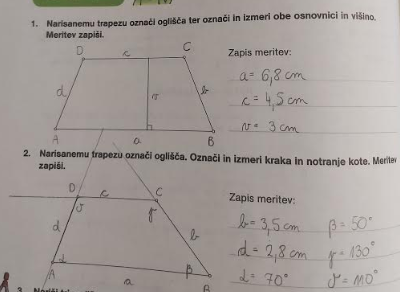 1. Narisanemu trapezu označi oglišča ter označi in izmeri obe osnovnici in višino.
Meritev zapiši.
D c C
Zapis meritev:
d v b
a = 6,8 cm
c = 4,5 cm
v = 3 cm
A a B
2. Narisanemu trapezu označi oglišča. Označi in izmeri kraka in notranje kote. Meritev
zapiši.
D c C
Zapis meritev:
δ γ
d b
b = 3,5 cm β = 50°
d = 2,8 cm γ = 130°
A α β B
α = 70° δ = 110°
a
3.